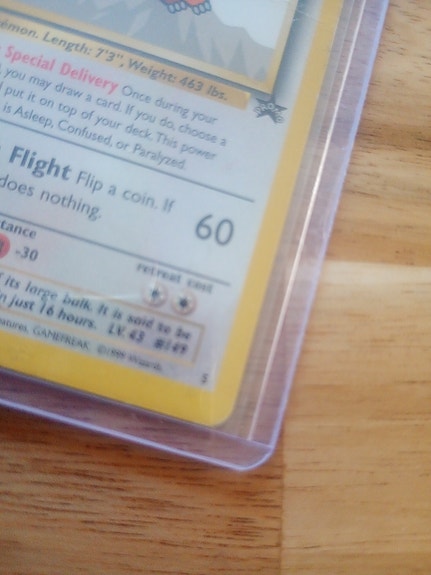 émon. Length: 7'3", Weight: 463 lbs.
Special Delivery Once during your
you may draw a card. If you do, choose a
put it on top of your deck. This power
is Asleep, Confused, or Paralyzed.
Flight Flip a coin. If
does nothing.
60
tance
-30
retreat cost
its large bulk. It is said to be
just 16 hours. LV. 43 #149
atures, GAMEFREAK. ©1999 Wizards.
5